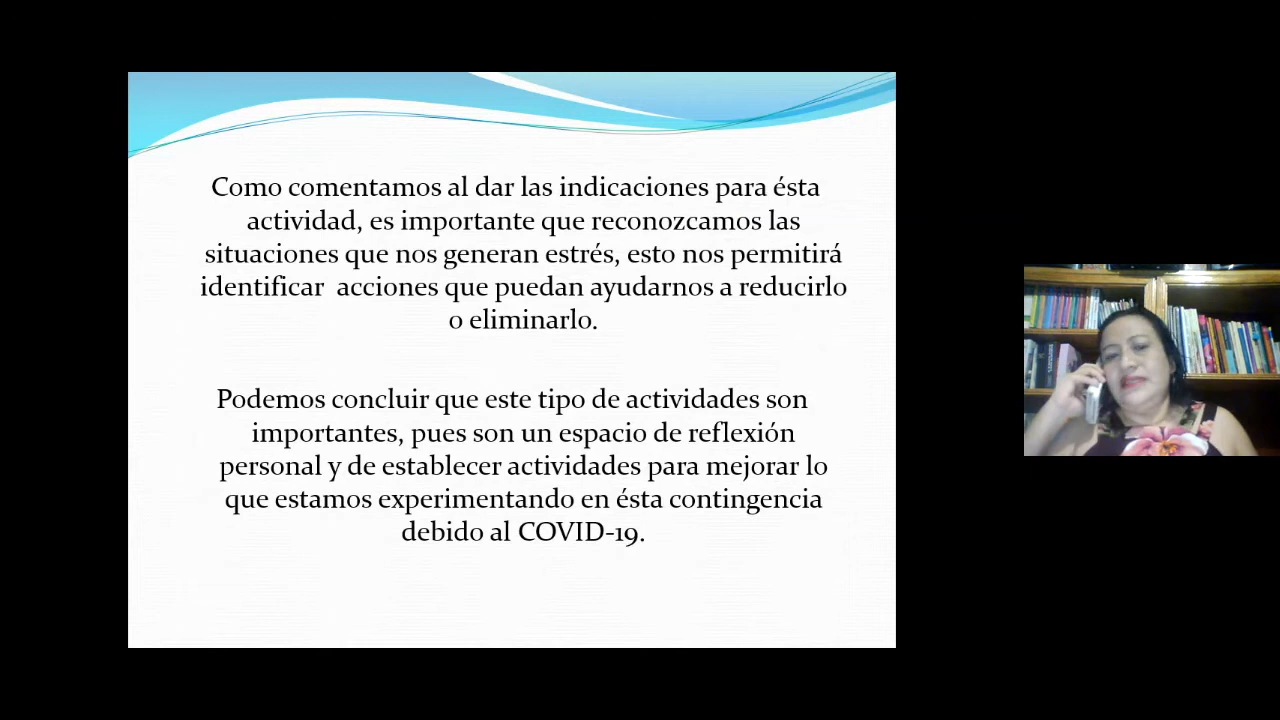 Como comentamos al dar las indicaciones para ésta
actividad, es importante que reconozcamos las
situaciones que nos generan estrés, esto nos permitirá
identificar  acciones que puedan ayudarnos a reducirlo
o eliminarlo.
Podemos concluir que este tipo de actividades son
importantes, pues son un espacio de reflexión
personal y de establecer actividades para mejorar lo
que estamos experimentando en ésta contingencia
debido al COVID-19.